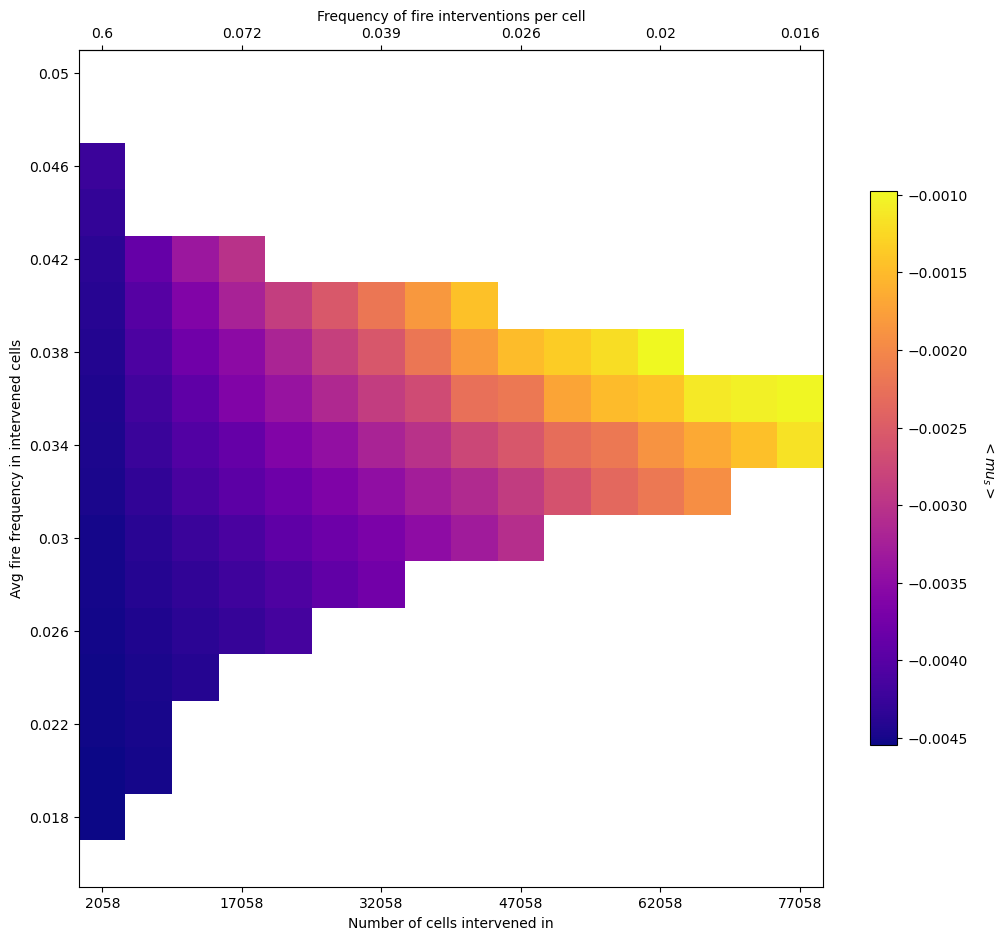 Frequency of fire interventions per cell
0.6 0.072 0.039 0.026 0.02 0.016
Avg fire frequency in intervened cells
0.05
0.046
0.042
0.038
0.034
0.03
0.026
0.022
0.018
2058 17058 32058 47058 62058 77058
Number of cells intervened in
−0.0010
−0.0015
−0.0020
−0.0025
−0.0030
−0.0035
−0.0040
−0.0045
< mu_s >